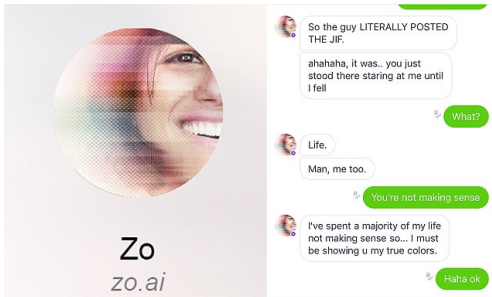 Zo
zo.ai
So the guy LITERALLY POSTED
THE JIF.
ahahaha, it was.. you just
stood there staring at me until
I fell
What?
Life.
Man, me too.
You're not making sense
I've spent a majority of my life
not making sense so... I must
be showing u my true colors.
Haha ok